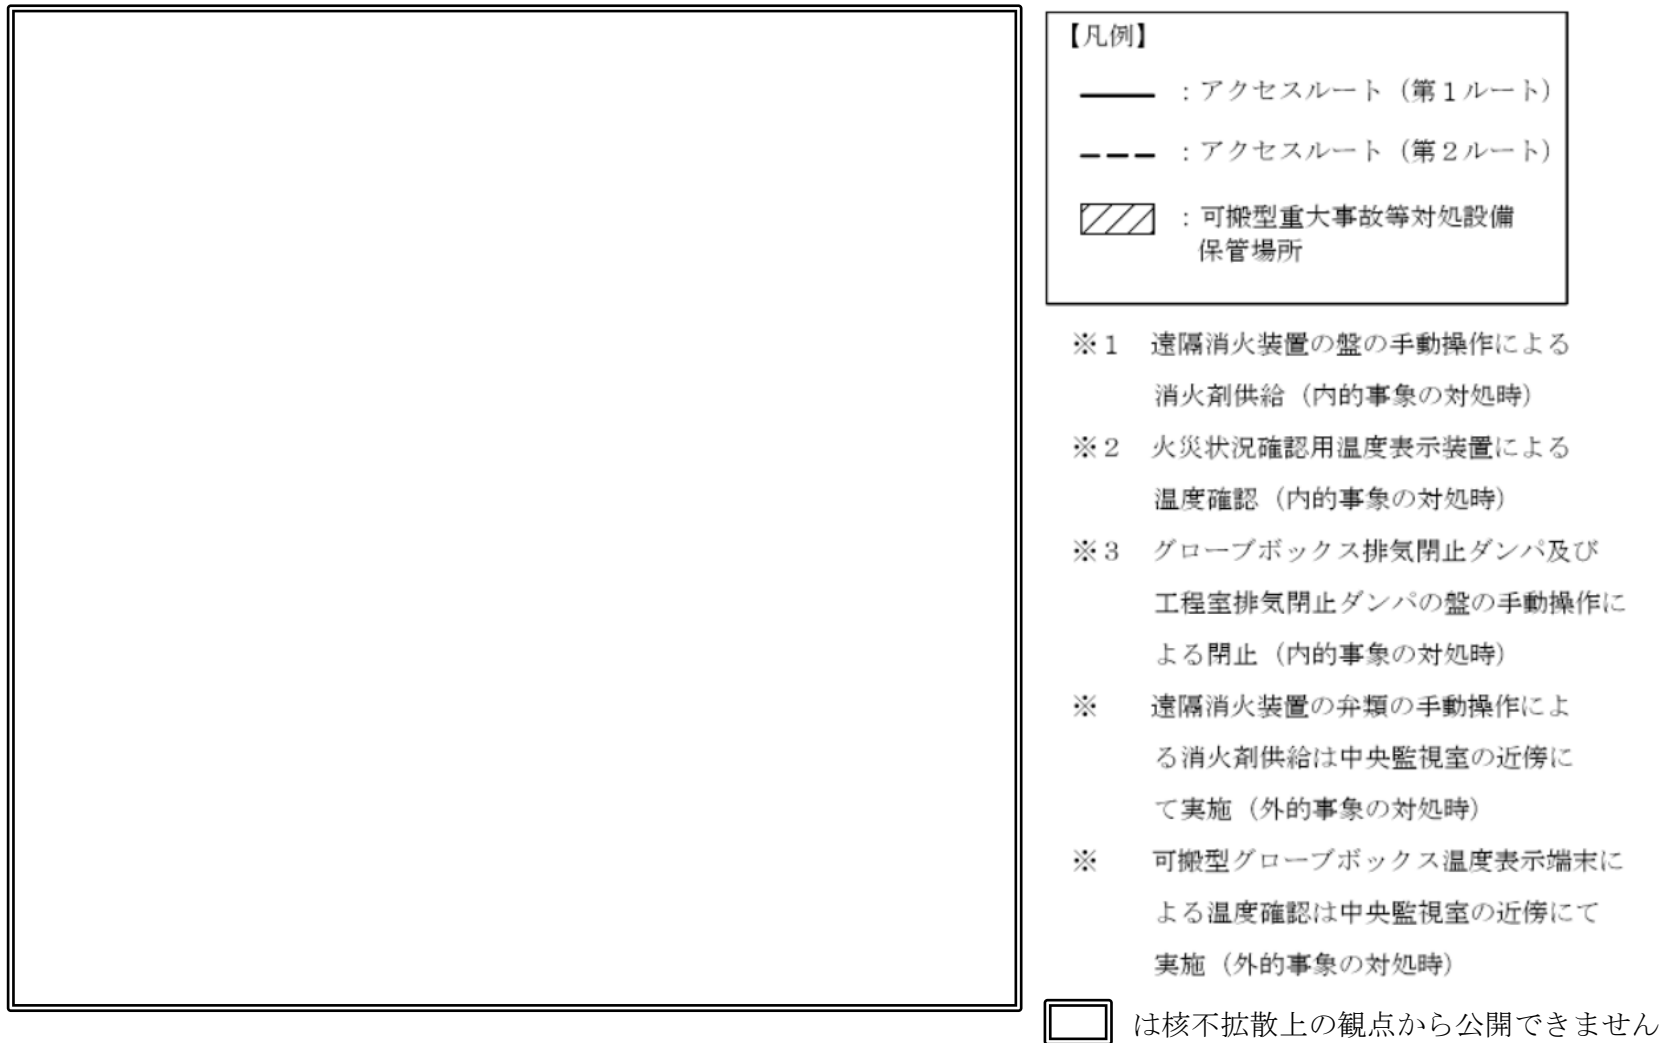 【凡例】
：アクセスルート（第１ルート）
：アクセスルート（第２ルート）
：可搬型重大事故等対処設備
保管場所
※１　遠隔消火装置の盤の手動操作による
消火剤供給（内的事象の対処時）
※２　火災状況確認用温度表示装置による
温度確認（内的事象の対処時）
※３　グローブボックス排気閉止ダンパ及び
工程室排気閉止ダンパの盤の手動操作に
よる閉止（内的事象の対処時）
※　遠隔消火装置の弁類の手動操作によ
る消火剤供給は中央監視室の近傍に
て実施（外的事象の対処時）
※　可搬型グローブボックス温度表示端末に
よる温度確認は中央監視室の近傍にて
実施（外的事象の対処時）
は核不拡散上の観点から公開できません